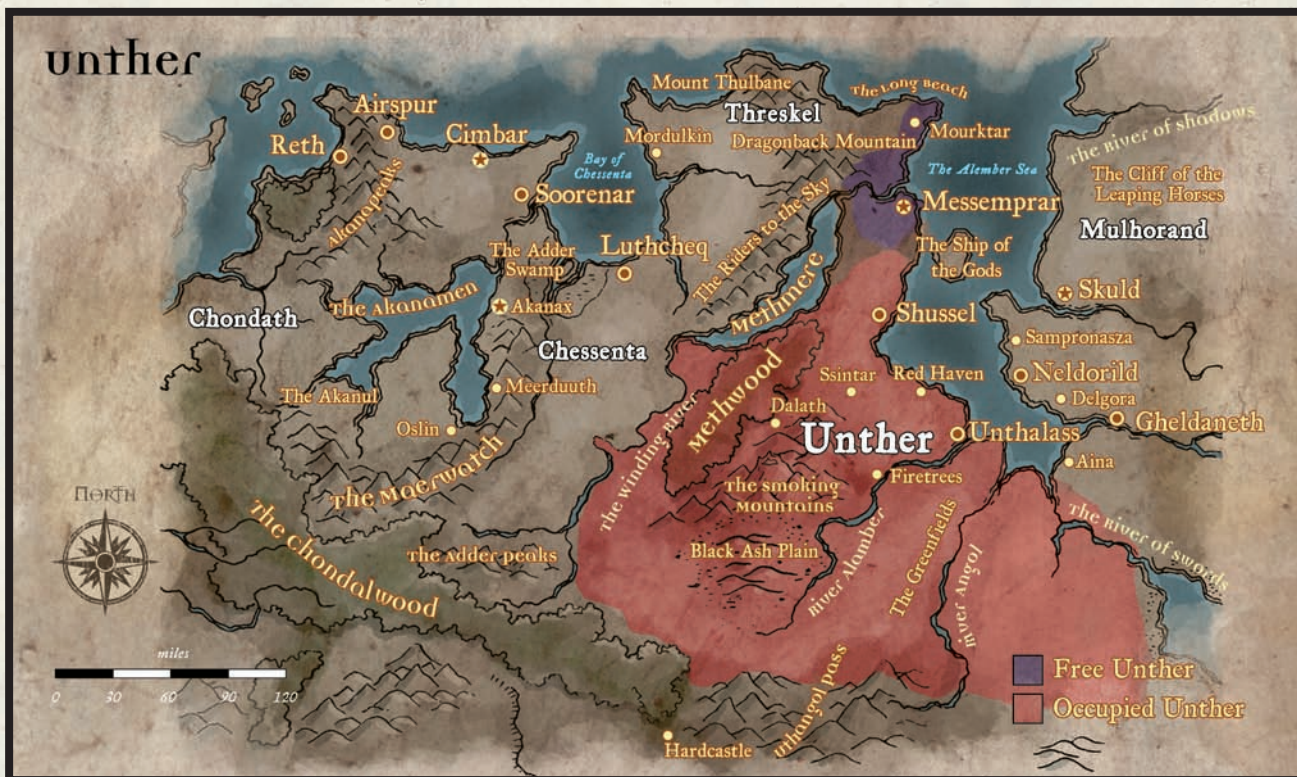 unther
Mount Thulbane
The Long Beach
Airspur
Threskel
Reth
Cimbar
Mordulkin
Dragonback Mountain
Mourktar
The River of shadows
Akanapeaks
Bay of
Chessenta
The Alember Sea
The Cliff of the
Leaping Horses
Soorenar
The Riders to the Sky
Messemprar
Mulhorand
The Adder
Swamp
Luthcheq
The Ship of
the Gods
The Akanamen
Akanax
Methmere
Skuld
Chondath
Shussel
Chessenta
Sampronasza
The Akanul
Meerduuth
Methwood
Ssintar
Red Haven
Neldorild
Delgora
Oslin
Dalath
Unther
Unthalass
Gheldaneth
The Maerwatch
The winding River
Firetrees
Aina
North
The smoking
mountains
The Chondalwood
The Adder peaks
Black Ash Plain
River Alamber
The Greenfields
River Angol
The River of swords
miles
0 30 60 90 120
Uthangol pass
Hardcastle
Free Unther
Occupied Unther